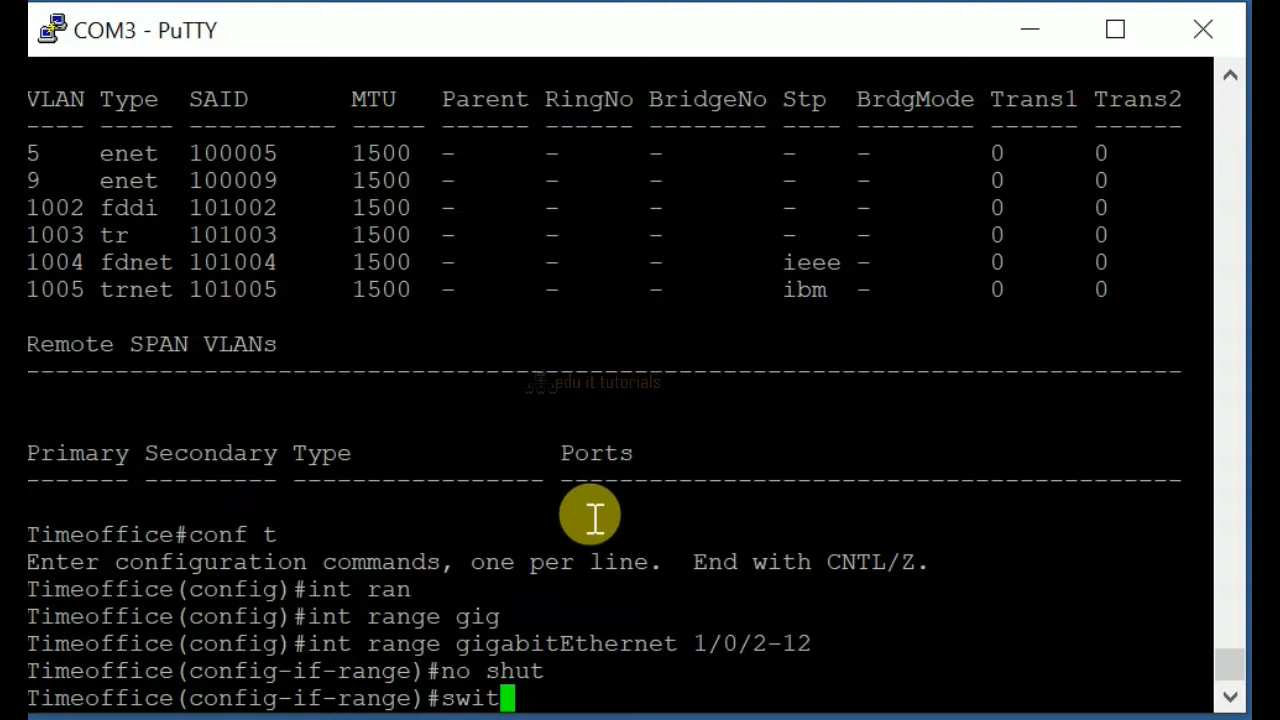 COM3 - PuTTY
VLAN Type SAID MTU Parent RingNo BridgeNo Stp BrdgMode Trans1 Trans2
---- ----- ---------- ----- ------ ------ -------- ---- -------- ------ ------
5 enet 100005 1500 - - - - - 0 0
9 enet 100009 1500 - - - - - 0 0
1002 fddi 101002 1500 - - - - - 0 0
1003 tr 101003 1500 - - - - - 0 0
1004 fdnet 101004 1500 - - - ieee - 0 0
1005 trnet 101005 1500 - - - ibm - 0 0
Remote SPAN VLANs
------------------------------------------------------------------------------
edu it tutorials
Primary Secondary Type Ports
------- --------- ----------------- ------------------------------------------
Timeoffice#conf t
Enter configuration commands, one per line. End with CNTL/Z.
Timeoffice(config)#int ran
Timeoffice(config)#int range gig
Timeoffice(config)#int range gigabitEthernet 1/0/2-12
Timeoffice(config-if-range)#no shut
Timeoffice(config-if-range)#swit